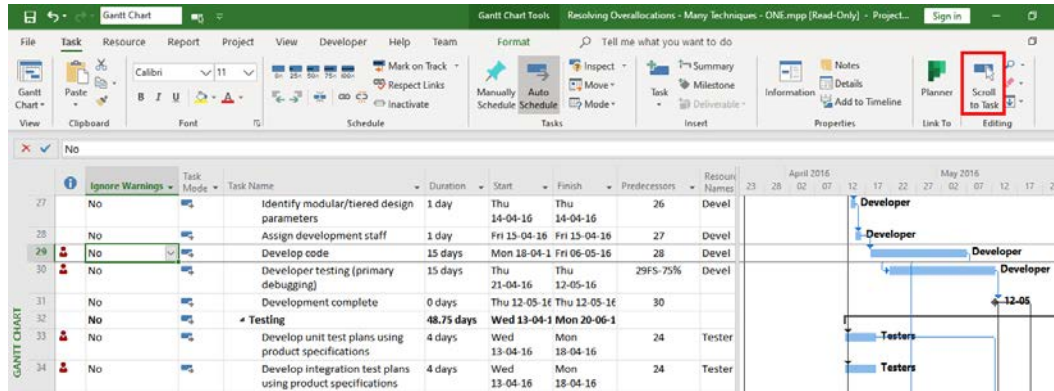 Gantt Chart
Gantt Chart Tools Resolving Overallocations - Many Techniques - ONE.mpp [Read-Only] - Project... Sign in
File Task Resource Report Project View Developer Help Team Format Tell me what you want to do
Gantt Chart
View
Paste
Clipboard
Calibri 11
B I U A
Font
0% 25% 50% 75% 100%
Mark on Track
Respect Links
Inactivate
Schedule
Manually Schedule
Auto Schedule
Inspect
Move
Mode
Tasks
Task
Summary
Milestone
Deliverable
Insert
Information
Notes
Details
Add to Timeline
Properties
Planner
Link To
Scroll to Task
Editing
No
Ignore Warnings Task Mode Task Name Duration Start Finish Predecessors Resour Names
April 2016 May 2016
23 28 02 07 12 17 22 27 02 07 12 17 2
27 No Identify modular/tiered design parameters 1 day Thu 14-04-16 Thu 14-04-16 26 Devel Developer
28 No Assign development staff 1 day Fri 15-04-16 Fri 15-04-16 27 Devel Developer
29 No Develop code 15 days Mon 18-04-1 Fri 06-05-16 28 Devel Developer
30 No Developer testing (primary debugging) 15 days Thu 21-04-16 Thu 12-05-16 29FS-75% Devel Developer
31 No Development complete 0 days Thu 12-05-16 Thu 12-05-16 30 12-05
32 No Testing 48.75 days Wed 13-04-1 Mon 20-06-1
33 No Develop unit test plans using product specifications 4 days Wed 13-04-16 Mon 18-04-16 24 Tester Testers
34 No Develop integration test plans using product specifications 4 days Wed 13-04-16 Mon 18-04-16 24 Tester Testers
GANTT CHART